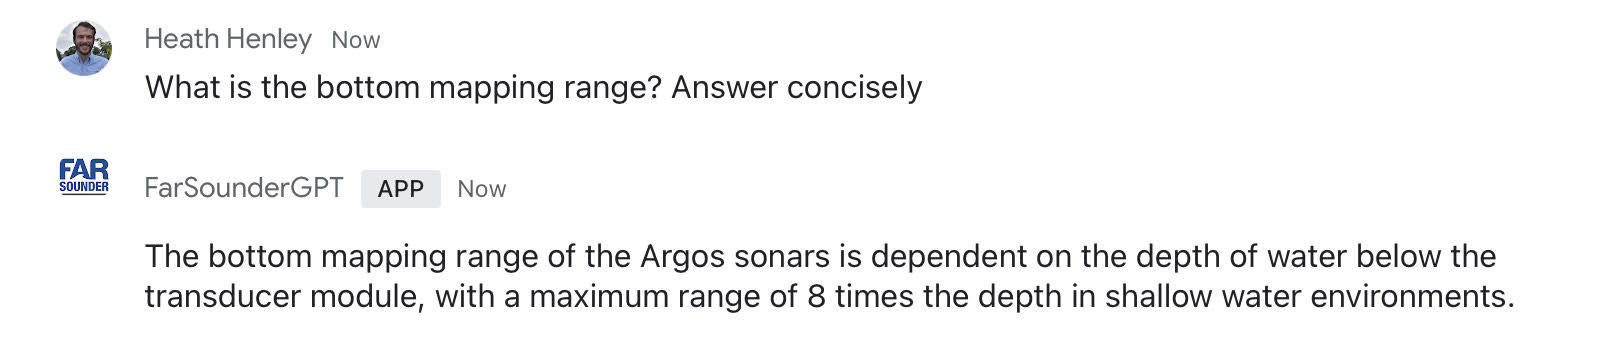 Heath Henley Now
What is the bottom mapping range? Answer concisely
FAR
SOUNDER
FarSounderGPT APP Now
The bottom mapping range of the Argos sonars is dependent on the depth of water below the
transducer module, with a maximum range of 8 times the depth in shallow water environments.